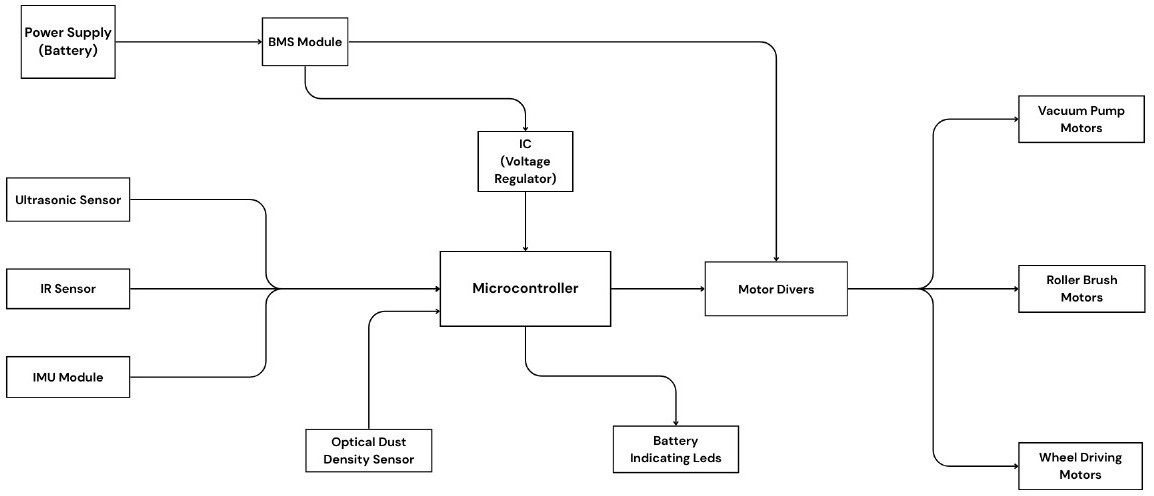 Power Supply
(Battery)
BMS Module
Vacuum Pump
Motors
IC
(Voltage
Regulator)
Ultrasonic Sensor
IR Sensor
Microcontroller
Motor Divers
Roller Brush
Motors
IMU Module
Optical Dust
Density Sensor
Battery
Indicating Leds
Wheel Driving
Motors